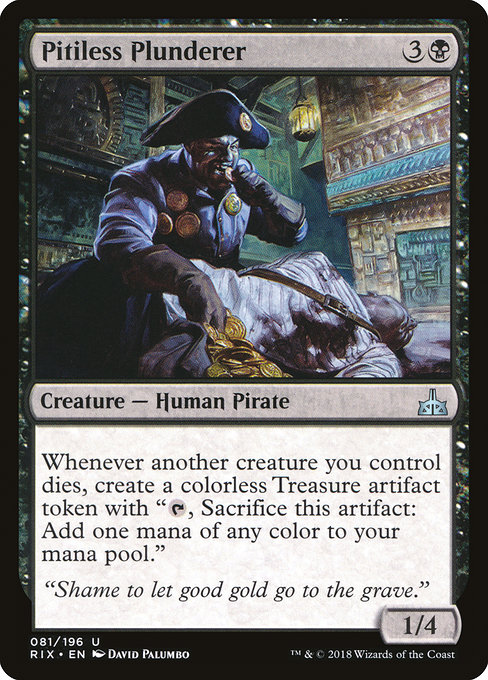 Pitiless Plunderer 3
Creature — Human Pirate
Whenever another creature you control
dies, create a colorless Treasure artifact
token with “, Sacrifice this artifact:
Add one mana of any color to your
mana pool.”
“Shame to let good gold go to the grave.”
1/4
081/196 U
RIX • EN DAVID PALUMBO
™ & © 2018 Wizards of the Coast